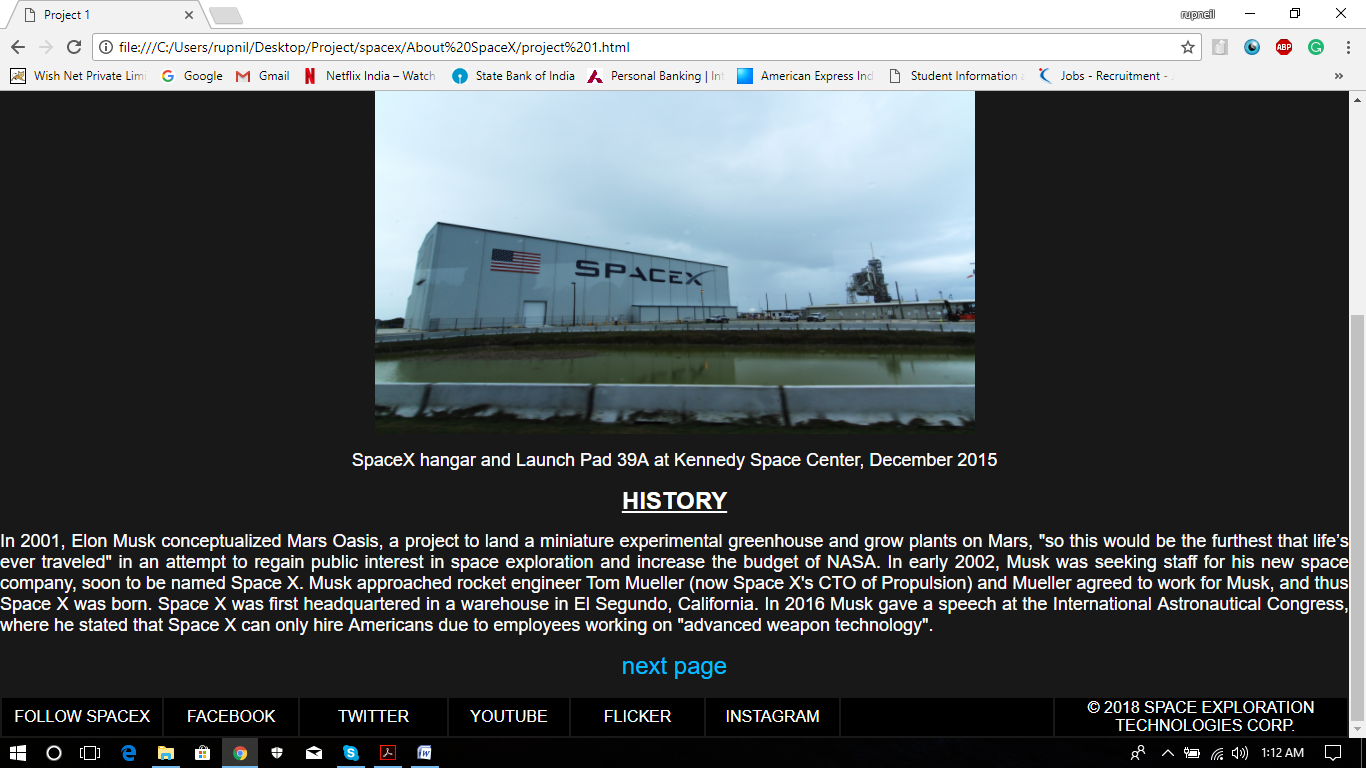 Project 1
rupneil
file:///C:/Users/rupnil/Desktop/Project/spacex/About%20SpaceX/project%201.html
ABP
Wish Net Private Lim
Google
Gmail
Netflix India – Watch
State Bank of India
Personal Banking | Int
American Express Ind
Student Information a
Jobs - Recruitment -
SPACEX
SpaceX hangar and Launch Pad 39A at Kennedy Space Center, December 2015
HISTORY
In 2001, Elon Musk conceptualized Mars Oasis, a project to land a miniature experimental greenhouse and grow plants on Mars, "so this would be the furthest that life's
ever traveled" in an attempt to regain public interest in space exploration and increase the budget of NASA. In early 2002, Musk was seeking staff for his new space
company, soon to be named Space X. Musk approached rocket engineer Tom Mueller (now Space X's CTO of Propulsion) and Mueller agreed to work for Musk, and thus
Space X was born. Space X was first headquartered in a warehouse in El Segundo, California. In 2016 Musk gave a speech at the International Astronautical Congress,
where he stated that Space X can only hire Americans due to employees working on "advanced weapon technology".
next page
FOLLOW SPACEX FACEBOOK TWITTER YOUTUBE FLICKER INSTAGRAM
© 2018 SPACE EXPLORATION
TECHNOLOGIES CORP.
1:12 AM